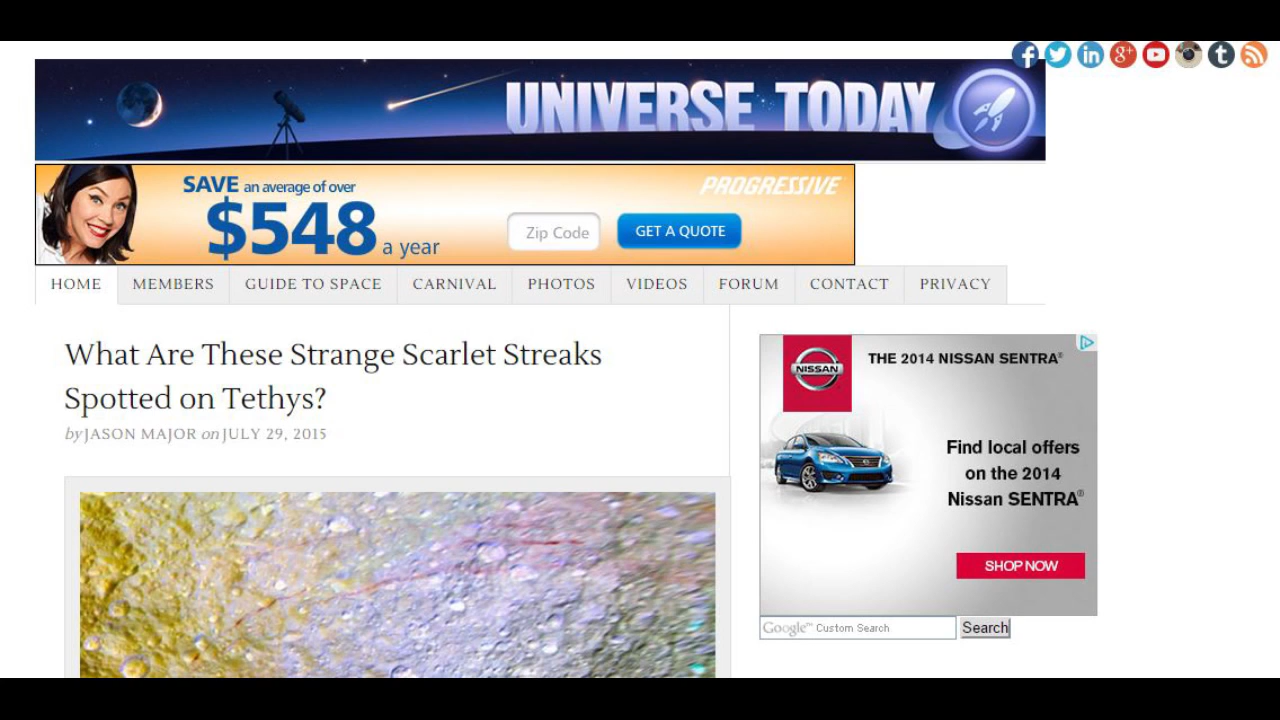 UNIVERSE TODAY
SAVE an average of over
$548 a year
PROGRESSIVE
Zip Code
GET A QUOTE
HOME MEMBERS GUIDE TO SPACE CARNIVAL PHOTOS VIDEOS FORUM CONTACT PRIVACY
What Are These Strange Scarlet Streaks
Spotted on Tethys?
by JASON MAJOR on JULY 29, 2015
NISSAN
THE 2014 NISSAN SENTRA®
Find local offers
on the 2014
Nissan SENTRA®
SHOP NOW
Google™ Custom Search
Search